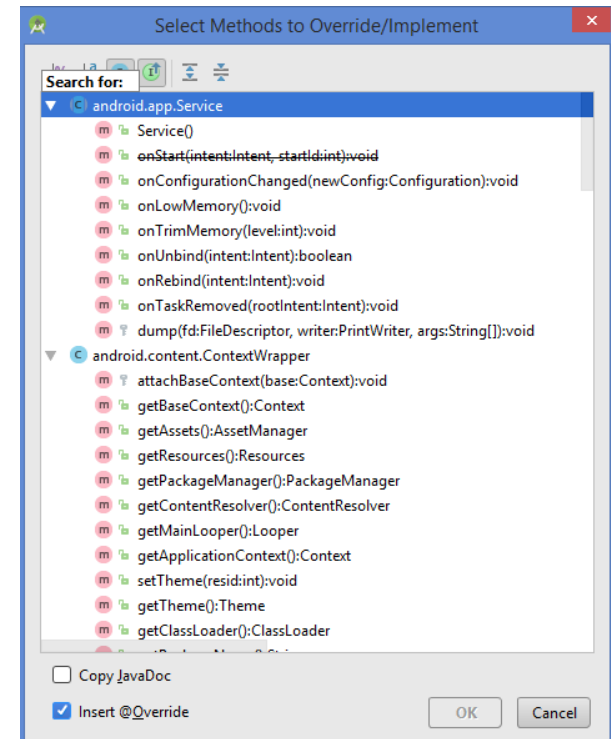 Select Methods to Override/Implement
Search for:
android.app.Service
Service()
onStart(intent:Intent, startId:int):void
onConfigurationChanged(newConfig:Configuration):void
onLowMemory():void
onTrimMemory(level:int):void
onUnbind(intent:Intent):boolean
onRebind(intent:Intent):void
onTaskRemoved(rootIntent:Intent):void
dump(fd:FileDescriptor, writer:PrintWriter, args:String[]):void
android.content.ContextWrapper
attachBaseContext(base:Context):void
getBaseContext():Context
getAssets():AssetManager
getResources():Resources
getPackageManager():PackageManager
getContentResolver():ContentResolver
getMainLooper():Looper
getApplicationContext():Context
setTheme(resid:int):void
getTheme():Theme
getClassLoader():ClassLoader
Copy JavaDoc
Insert @Override
OK
Cancel